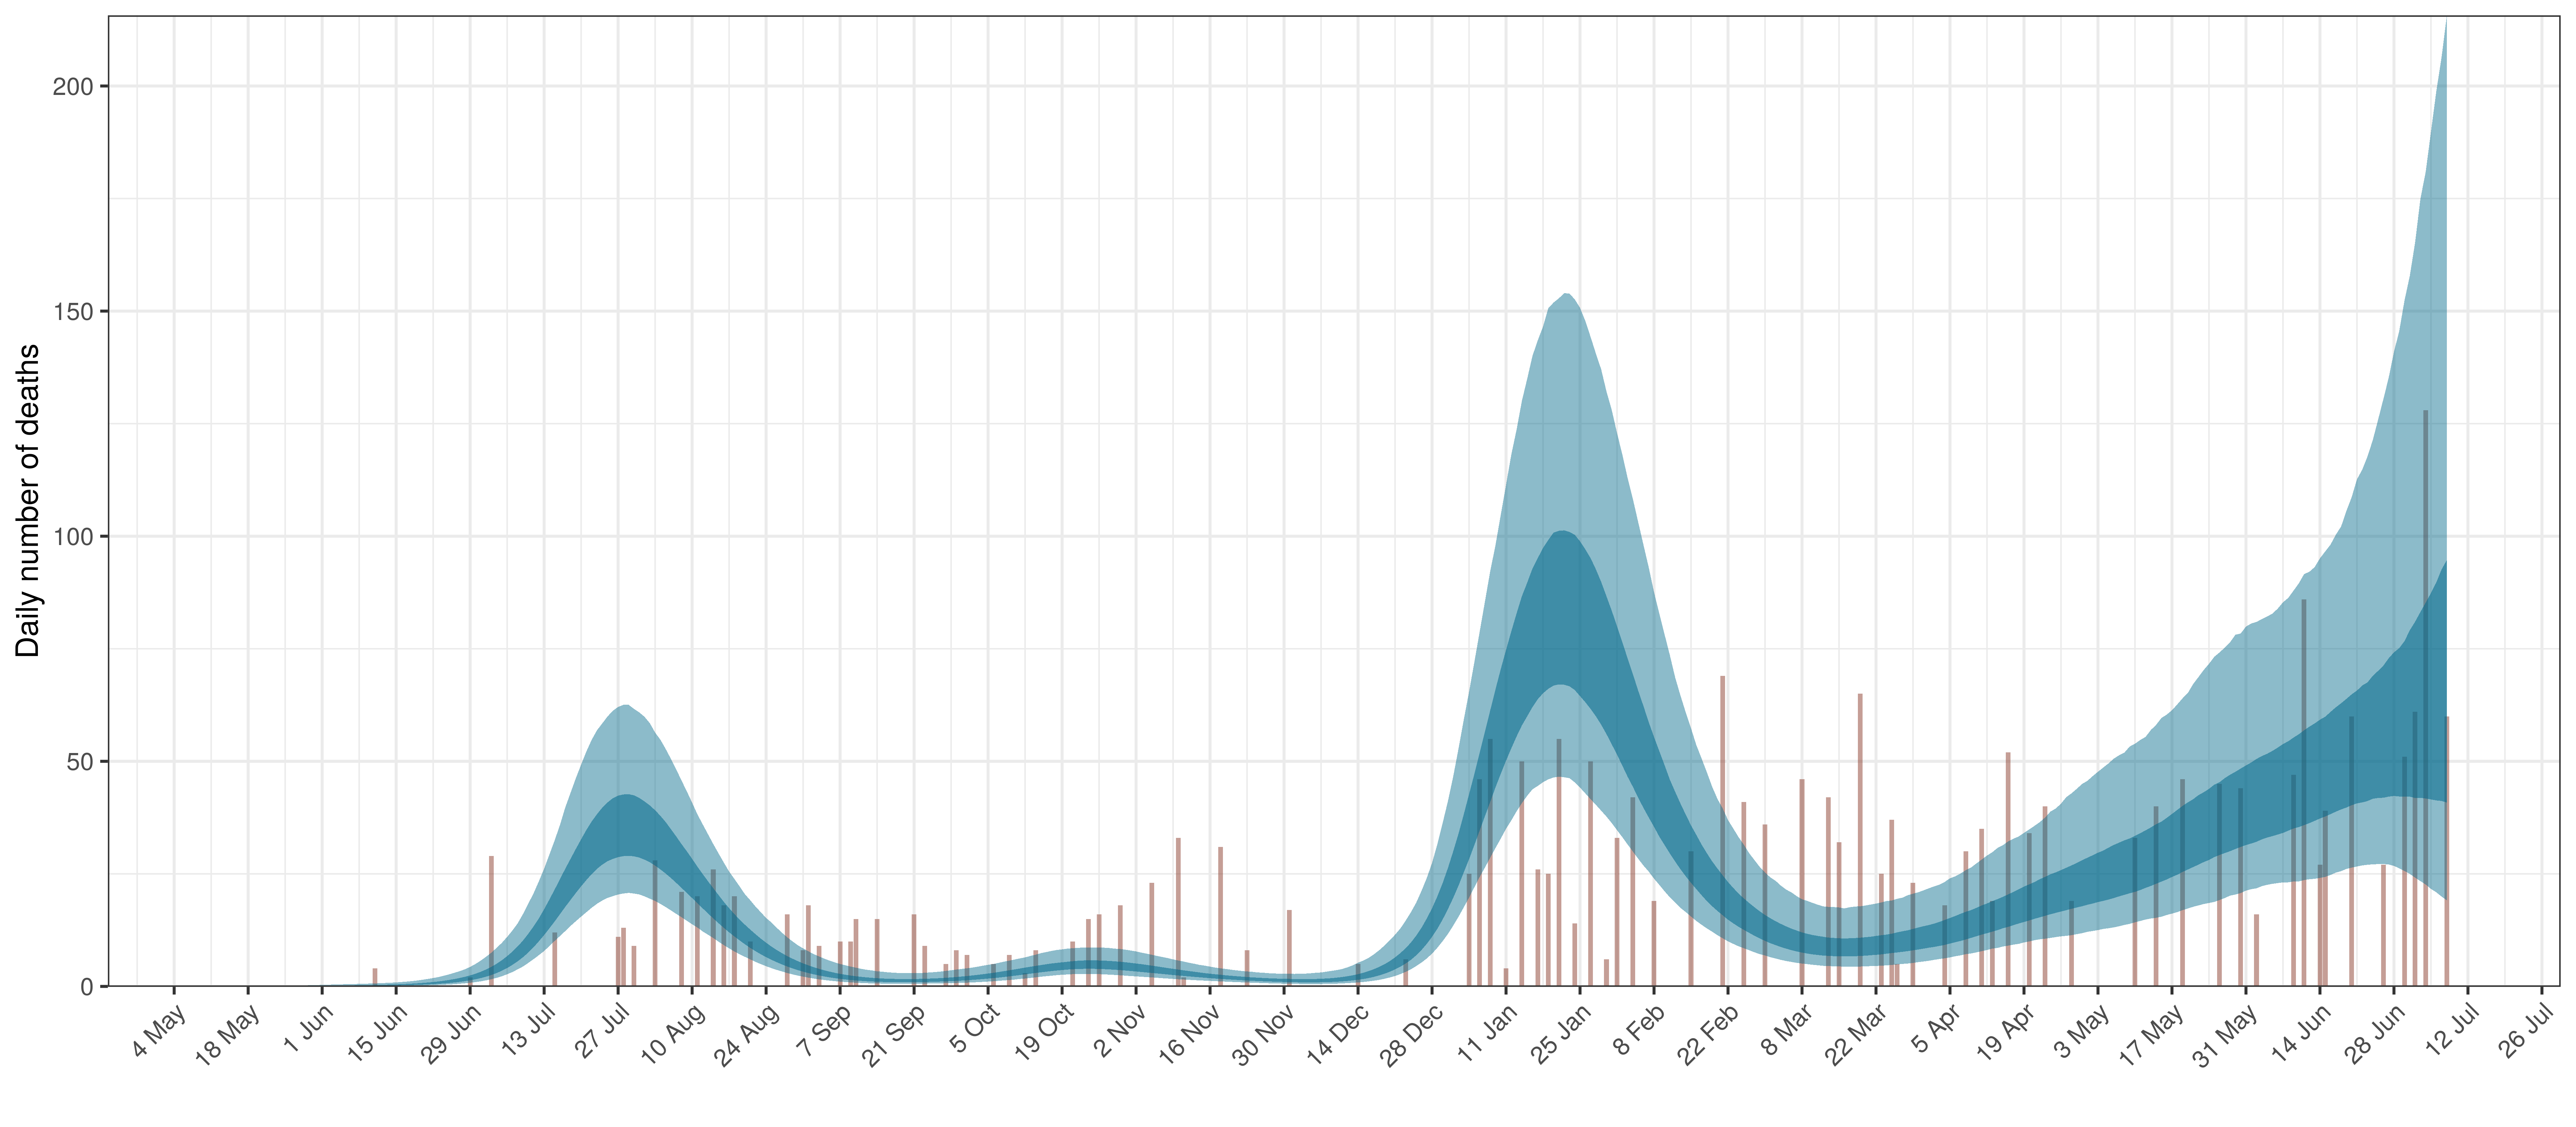 Daily number of deaths
200
150
100
50
0
4 May
18 May
1 Jun
15 Jun
29 Jun
13 Jul
27 Jul
10 Aug
24 Aug
7 Sep
21 Sep
5 Oct
19 Oct
2 Nov
16 Nov
30 Nov
14 Dec
28 Dec
11 Jan
25 Jan
8 Feb
22 Feb
8 Mar
22 Mar
5 Apr
19 Apr
3 May
17 May
31 May
14 Jun
28 Jun
12 Jul
26 Jul